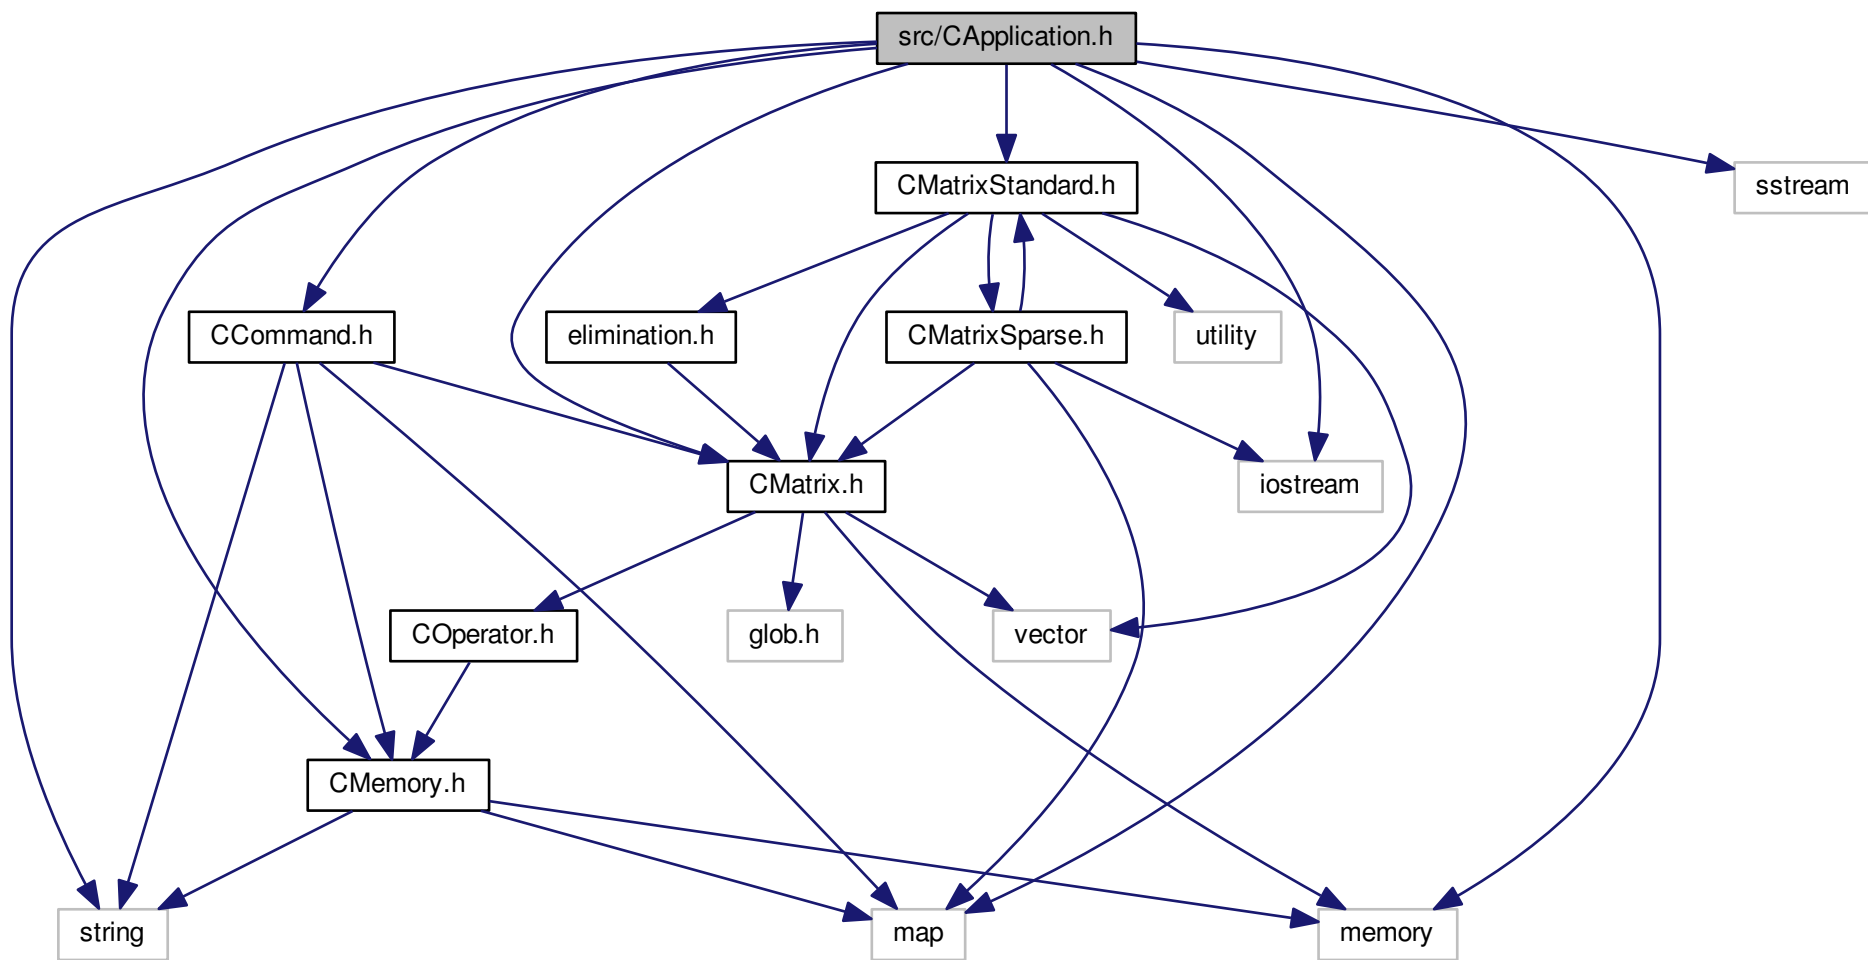 src/CApplication.h
CMatrixStandard.h
sstream
CCommand.h
elimination.h
CMatrixSparse.h
utility
CMatrix.h
iostream
COperator.h
glob.h
vector
CMemory.h
string
map
memory